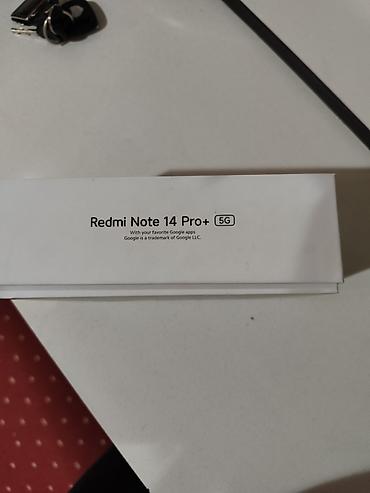 Redmi Note 14 Pro+ 5G
With your favorite Google apps
Google is a trademark of Google LLC.